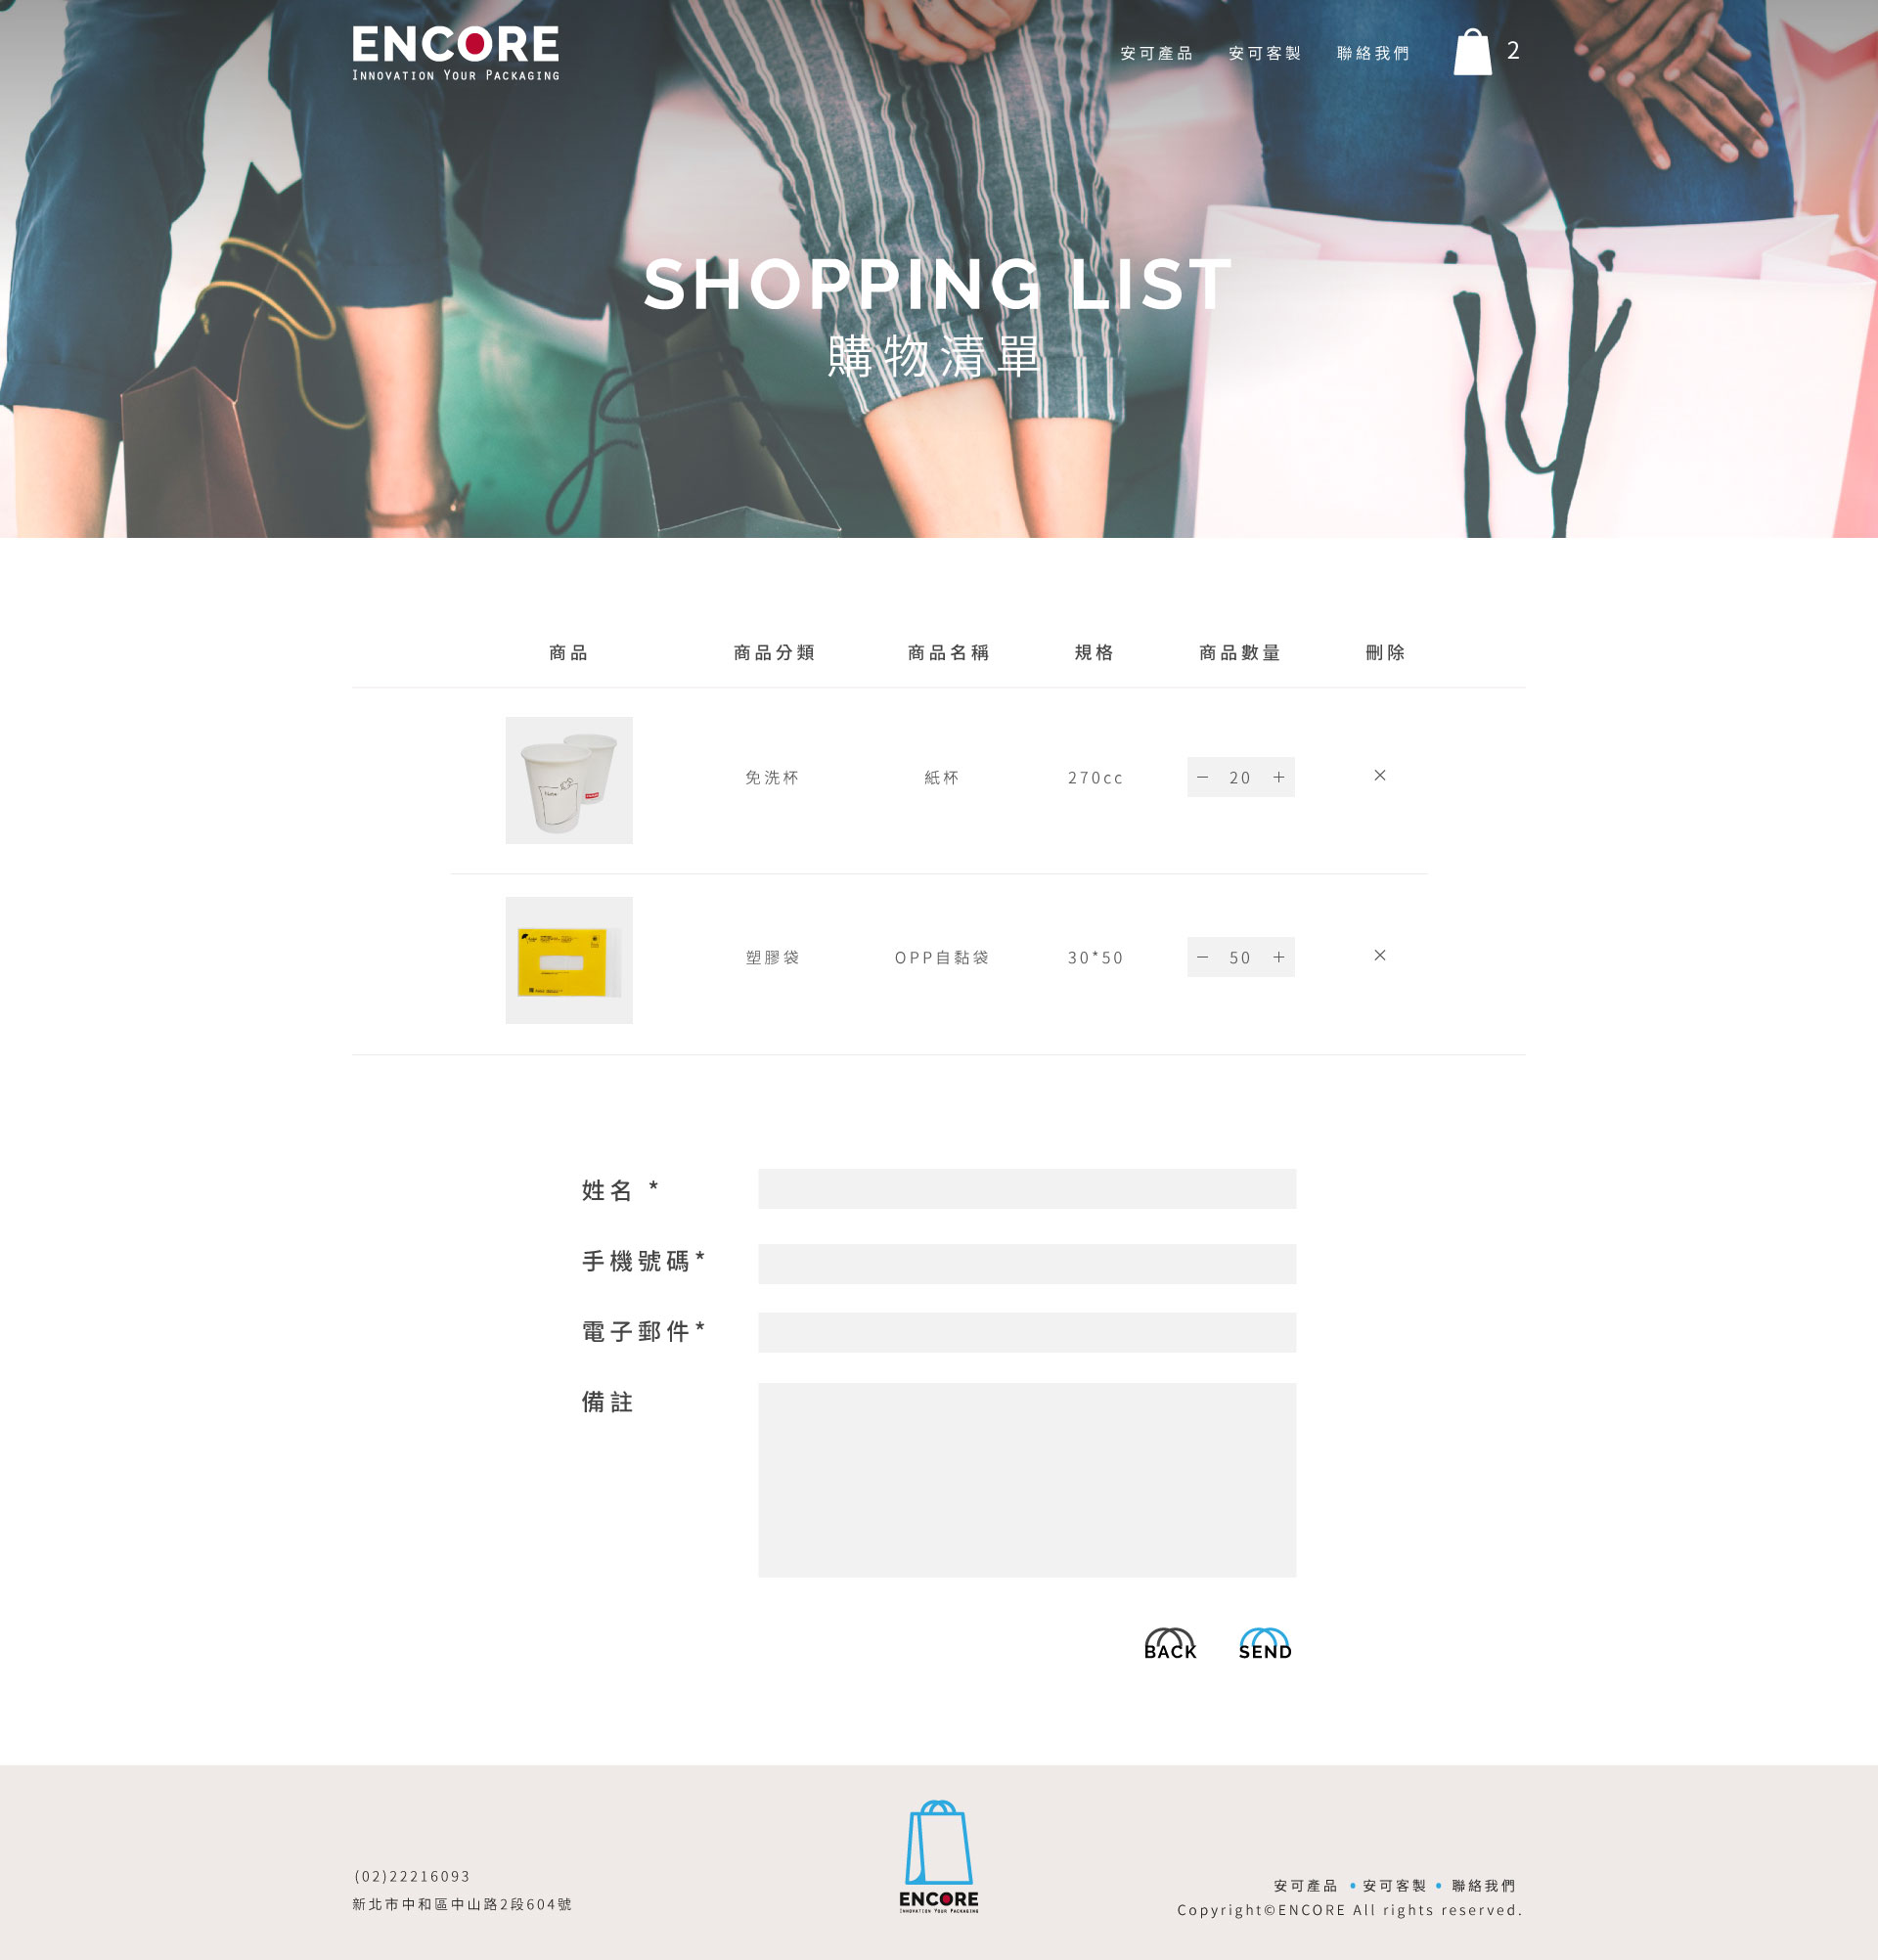 ENCORE
INNOVATION YOUR PACKAGING
安可產品 安可客製 聯絡我們 2
SHOPPING LIST
購物清單
商品 商品分類 商品名稱 規格 商品數量 刪除
免洗杯 紙杯 270cc － 20 ＋ ×
塑膠袋 OPP自黏袋 30*50 － 50 ＋ ×
姓名 *
手機號碼*
電子郵件*
備註
BACK SEND
(02)22216093
新北市中和區中山路2段604號
ENCORE
INNOVATION YOUR PACKAGING
安可產品 • 安可客製 • 聯絡我們
Copyright©ENCORE All rights reserved.